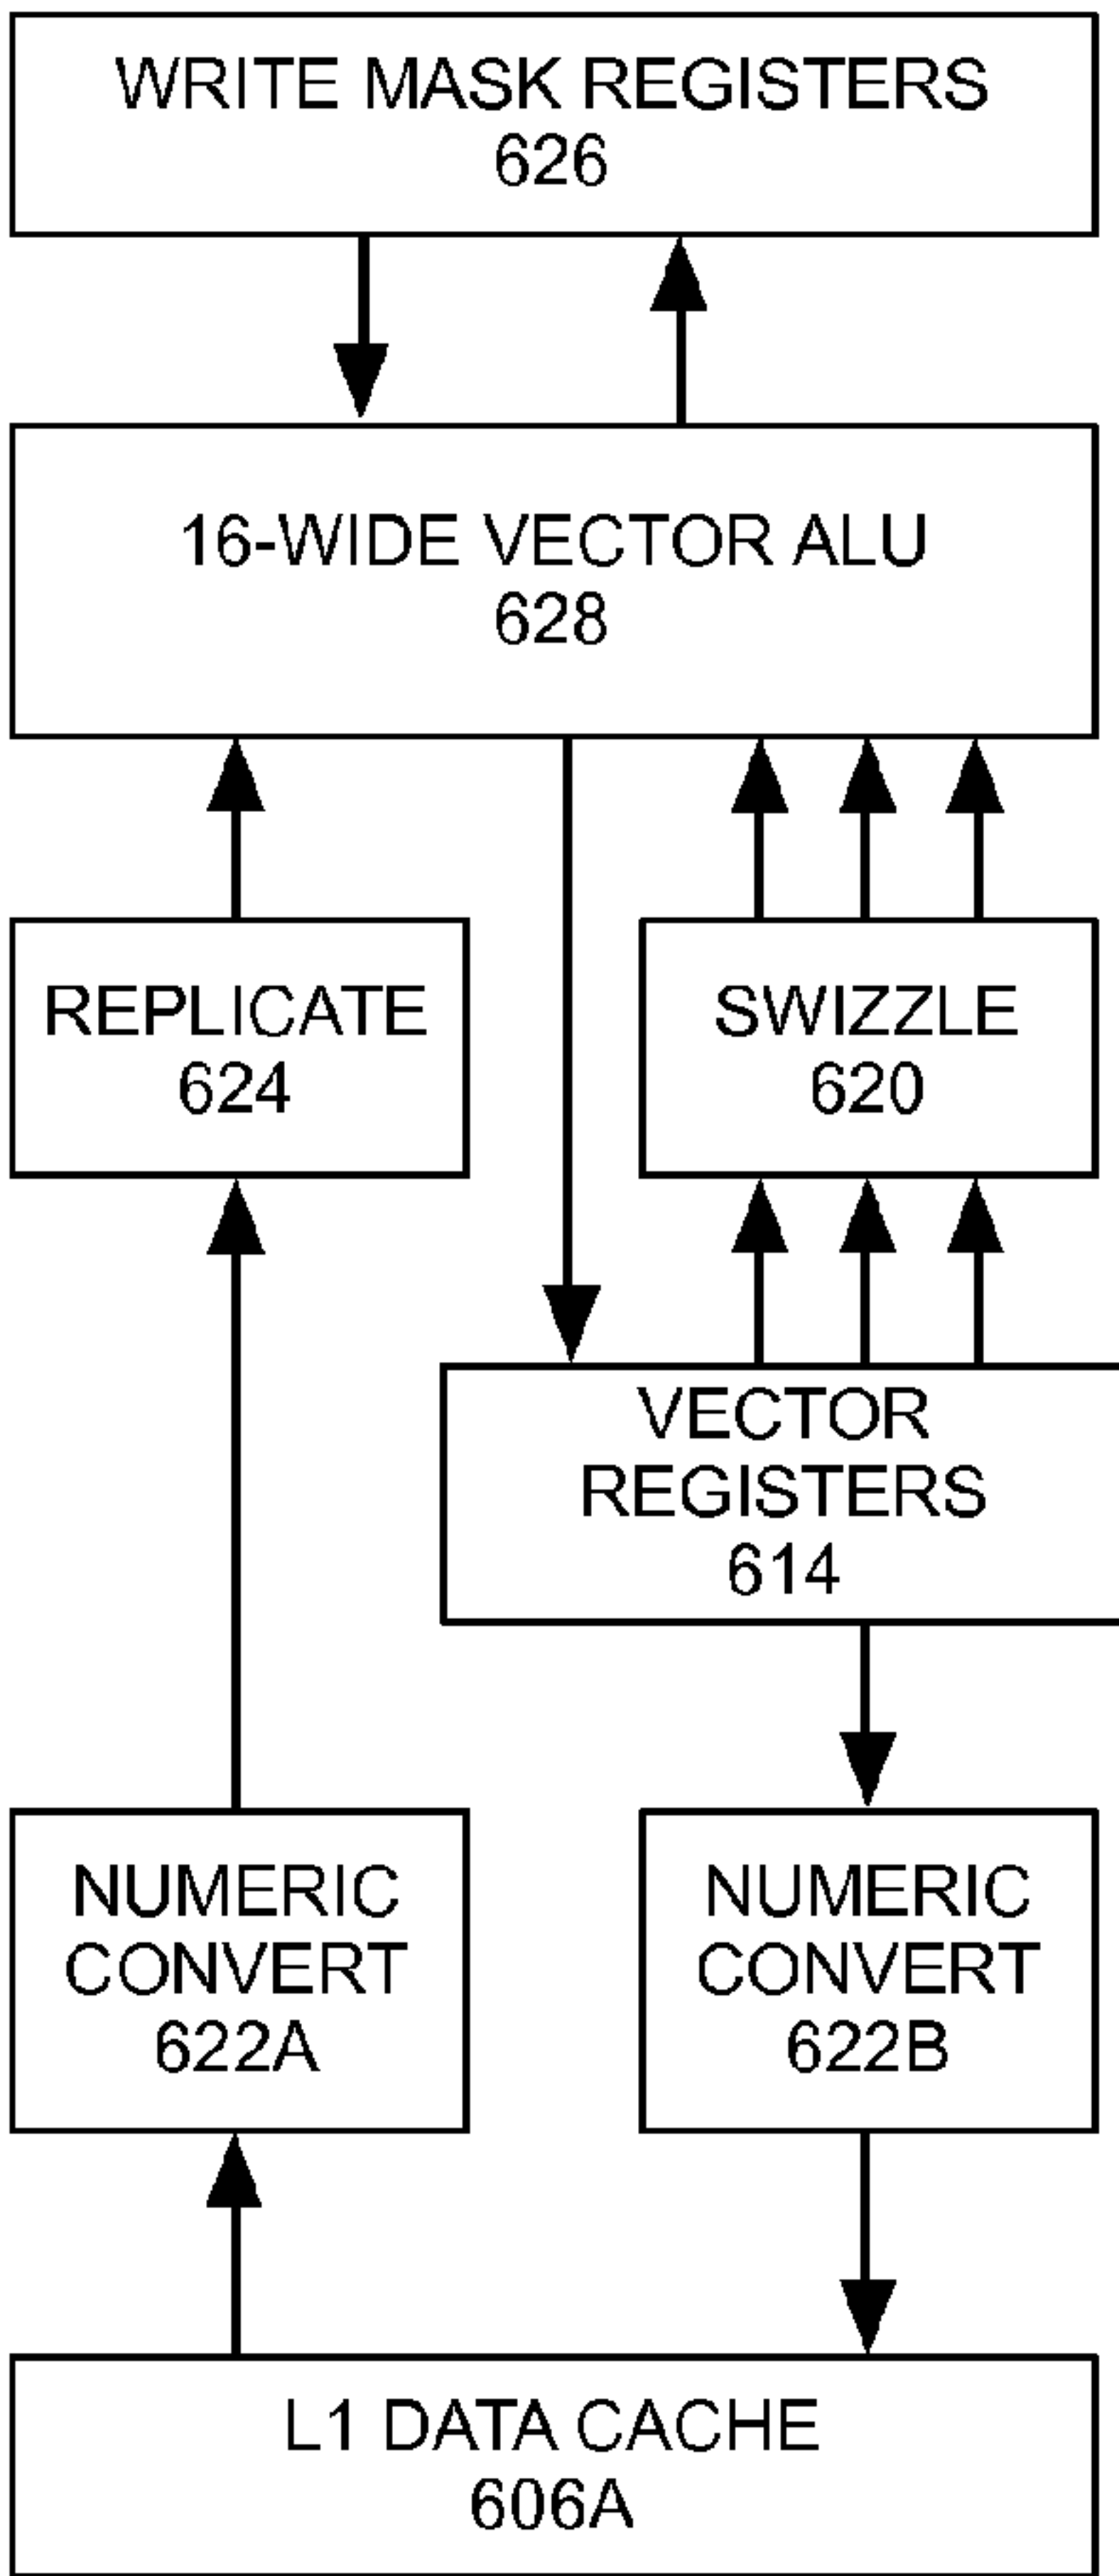 WRITE MASK REGISTERS
626
16-WIDE VECTOR ALU
628
REPLICATE
624
SWIZZLE
620
VECTOR
REGISTERS
614
NUMERIC
CONVERT
622A
NUMERIC
CONVERT
622B
L1 DATA CACHE
606A